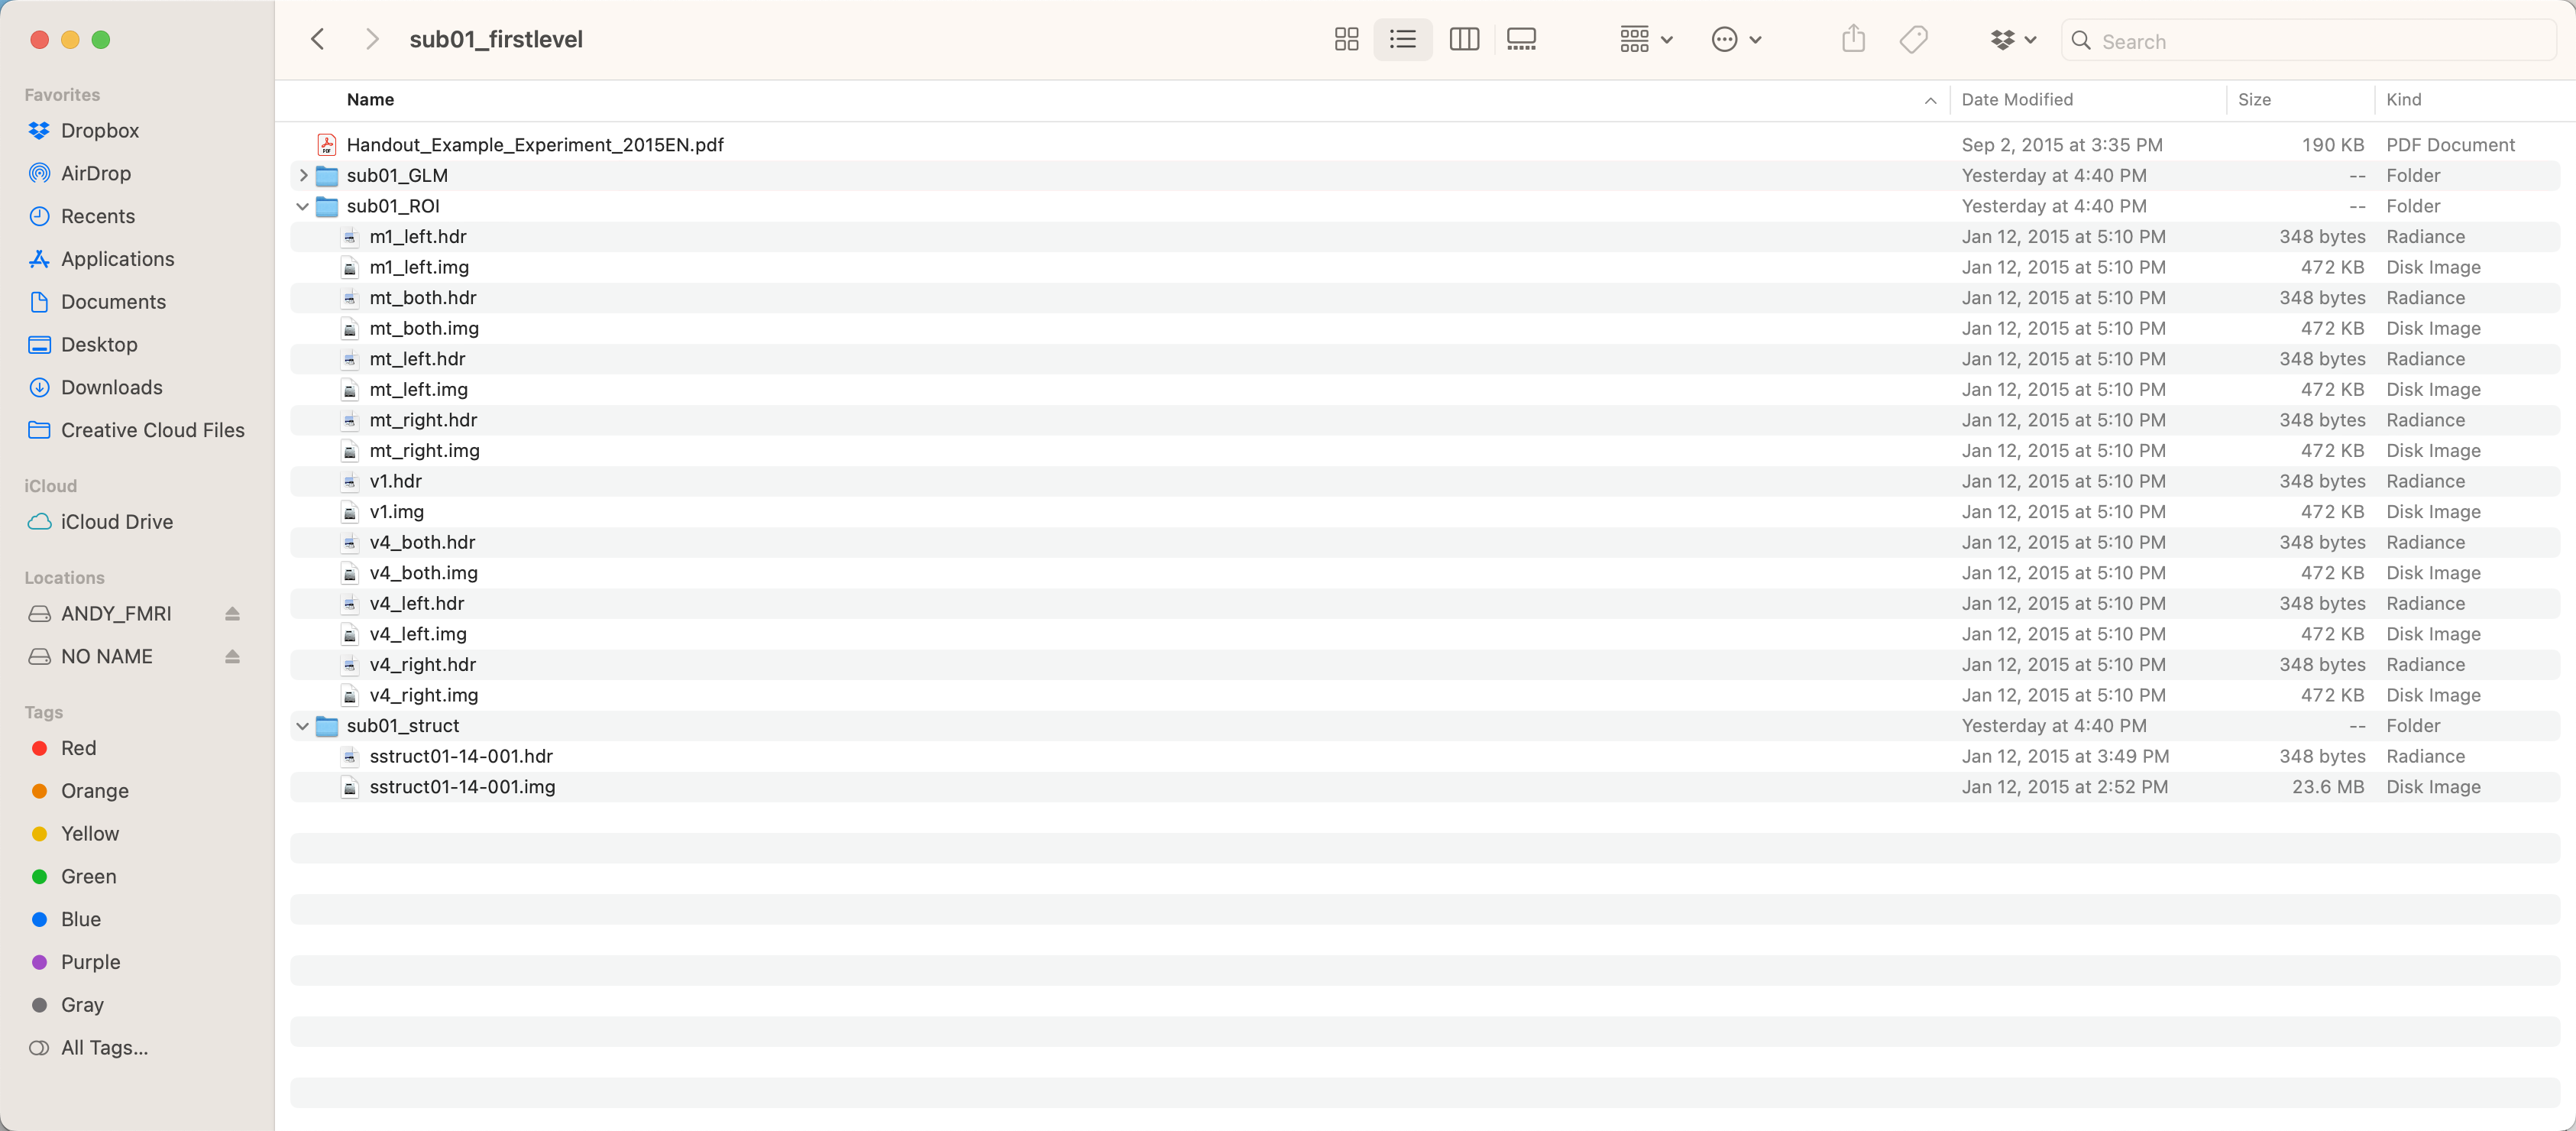 sub01_firstlevel
Search
Favorites
Dropbox
AirDrop
Recents
Applications
Documents
Desktop
Downloads
Creative Cloud Files
iCloud
iCloud Drive
Locations
ANDY_FMRI
NO NAME
Tags
Red
Orange
Yellow
Green
Blue
Purple
Gray
All Tags...
Name Date Modified Size Kind
Handout_Example_Experiment_2015EN.pdf Sep 2, 2015 at 3:35 PM 190 KB PDF Document
sub01_GLM Yesterday at 4:40 PM -- Folder
sub01_ROI Yesterday at 4:40 PM -- Folder
m1_left.hdr Jan 12, 2015 at 5:10 PM 348 bytes Radiance
m1_left.img Jan 12, 2015 at 5:10 PM 472 KB Disk Image
mt_both.hdr Jan 12, 2015 at 5:10 PM 348 bytes Radiance
mt_both.img Jan 12, 2015 at 5:10 PM 472 KB Disk Image
mt_left.hdr Jan 12, 2015 at 5:10 PM 348 bytes Radiance
mt_left.img Jan 12, 2015 at 5:10 PM 472 KB Disk Image
mt_right.hdr Jan 12, 2015 at 5:10 PM 348 bytes Radiance
mt_right.img Jan 12, 2015 at 5:10 PM 472 KB Disk Image
v1.hdr Jan 12, 2015 at 5:10 PM 348 bytes Radiance
v1.img Jan 12, 2015 at 5:10 PM 472 KB Disk Image
v4_both.hdr Jan 12, 2015 at 5:10 PM 348 bytes Radiance
v4_both.img Jan 12, 2015 at 5:10 PM 472 KB Disk Image
v4_left.hdr Jan 12, 2015 at 5:10 PM 348 bytes Radiance
v4_left.img Jan 12, 2015 at 5:10 PM 472 KB Disk Image
v4_right.hdr Jan 12, 2015 at 5:10 PM 348 bytes Radiance
v4_right.img Jan 12, 2015 at 5:10 PM 472 KB Disk Image
sub01_struct Yesterday at 4:40 PM -- Folder
sstruct01-14-001.hdr Jan 12, 2015 at 3:49 PM 348 bytes Radiance
sstruct01-14-001.img Jan 12, 2015 at 2:52 PM 23.6 MB Disk Image